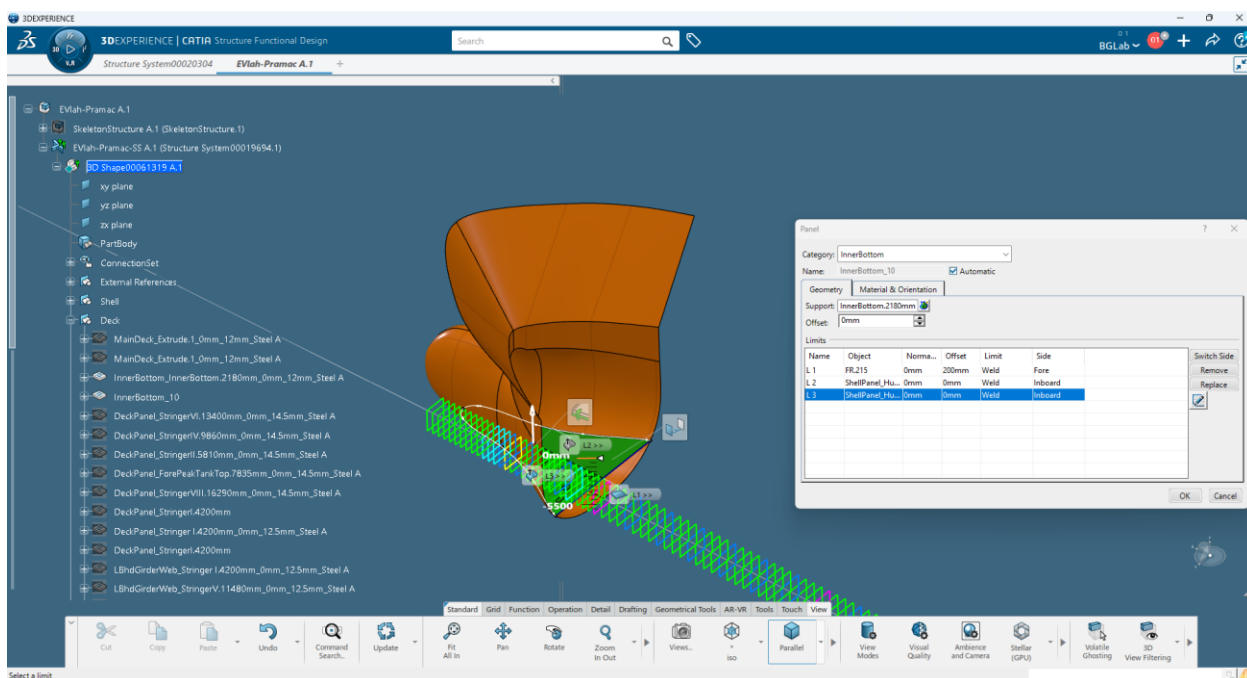 3DEXPERIENCE
3DEXPERIENCE | CATIA Structure Functional Design
Search
BGLab
Structure System00020304
EVlah-Pramac A.1
EVlah-Pramac A.1
SkeletonStructure A.1 (SkeletonStructure.1)
EVlah-Pramac-SS A.1 (Structure System00019694.1)
3D Shape00061319 A.1
xy plane
yz plane
zx plane
PartBody
ConnectionSet
External References
Shell
Deck
MainDeck_Extrude.1_0mm_12mm_Steel A
MainDeck_Extrude.1_0mm_12mm_Steel A
InnerBottom_InnerBottom.2180mm_0mm_12mm_Steel A
InnerBottom_10
DeckPanel_StringerVI.13400mm_0mm_14.5mm_Steel A
DeckPanel_StringerIV.9860mm_0mm_14.5mm_Steel A
DeckPanel_StringerII.5810mm_0mm_14.5mm_Steel A
DeckPanel_ForePeakTankTop.7835mm_0mm_14.5mm_Steel A
DeckPanel_StringerVIII.16290mm_0mm_14.5mm_Steel A
DeckPanel_StringerI.4200mm
DeckPanel_Stringer I.4200mm_0mm_12.5mm_Steel A
DeckPanel_StringerI.4200mm
LBhdGirderWeb_Stringer I.4200mm_0mm_12.5mm_Steel A
LBhdGirderWeb_StringerV.11480mm_0mm_12.5mm_Steel A
L2 >>
0mm
L3 >>
L1 >>
-5500
Panel
Category: InnerBottom
Name: InnerBottom_10 Automatic
Geometry Material & Orientation
Support: InnerBottom.2180mm
Offset: 0mm
Limits
Name Object Norma... Offset Limit Side
L 1 FR.215 0mm 200mm Weld Fore
L 2 ShellPanel_Hu... 0mm 0mm Weld Inboard
L 3 ShellPanel_Hu... 0mm 0mm Weld Inboard
Switch Side
Remove
Replace
OK Cancel
Standard Grid Function Operation Detail Drafting Geometrical Tools AR-VR Tools Touch View
Cut
Copy
Paste
Undo
Command Search...
Update
Fit All In
Pan
Rotate
Zoom In Out
Views...
iso
Parallel
View Modes
Visual Quality
Ambience and Camera
Stellar (GPU)
Volatile Ghosting
3D View Filtering
Select a limit